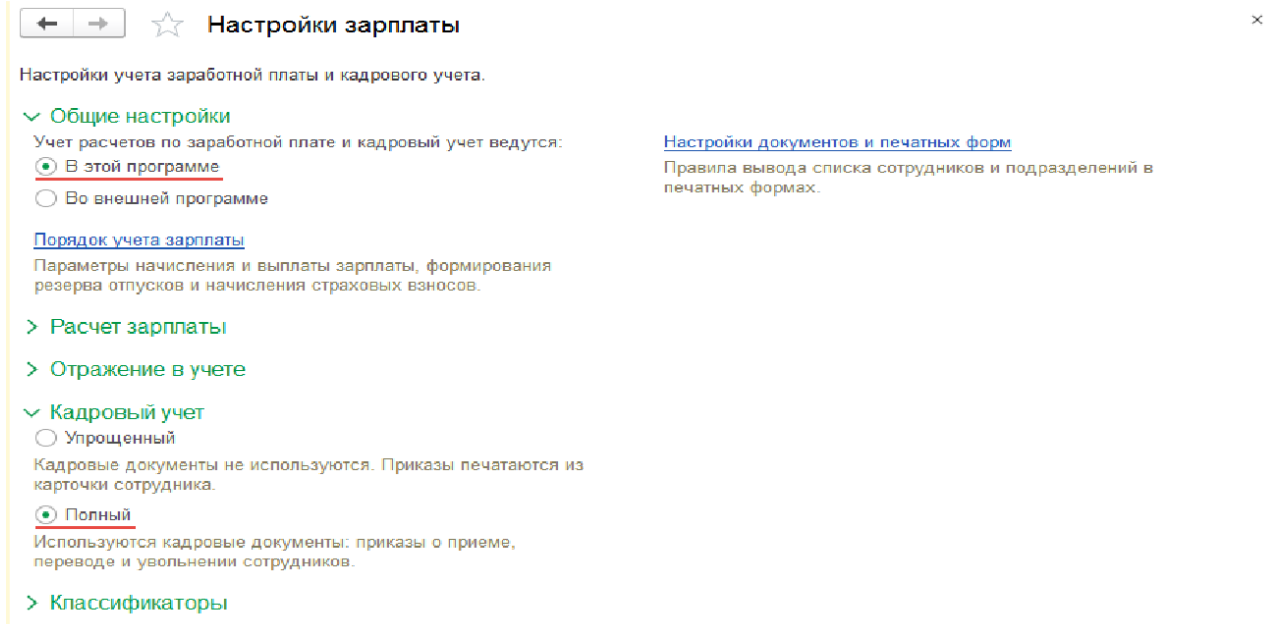 Настройки зарплаты
Настройки учета заработной платы и кадрового учета.
Общие настройки
Учет расчетов по заработной плате и кадровый учет ведутся:
В этой программе
Во внешней программе
Настройки документов и печатных форм
Правила вывода списка сотрудников и подразделений в
печатных формах.
Порядок учета зарплаты
Параметры начисления и выплаты зарплаты, формирования
резерва отпусков и начисления страховых взносов.
Расчет зарплаты
Отражение в учете
Кадровый учет
Упрощенный
Кадровые документы не используются. Приказы печатаются из
карточки сотрудника.
Полный
Используются кадровые документы: приказы о приеме,
переводе и увольнении сотрудников.
Классификаторы